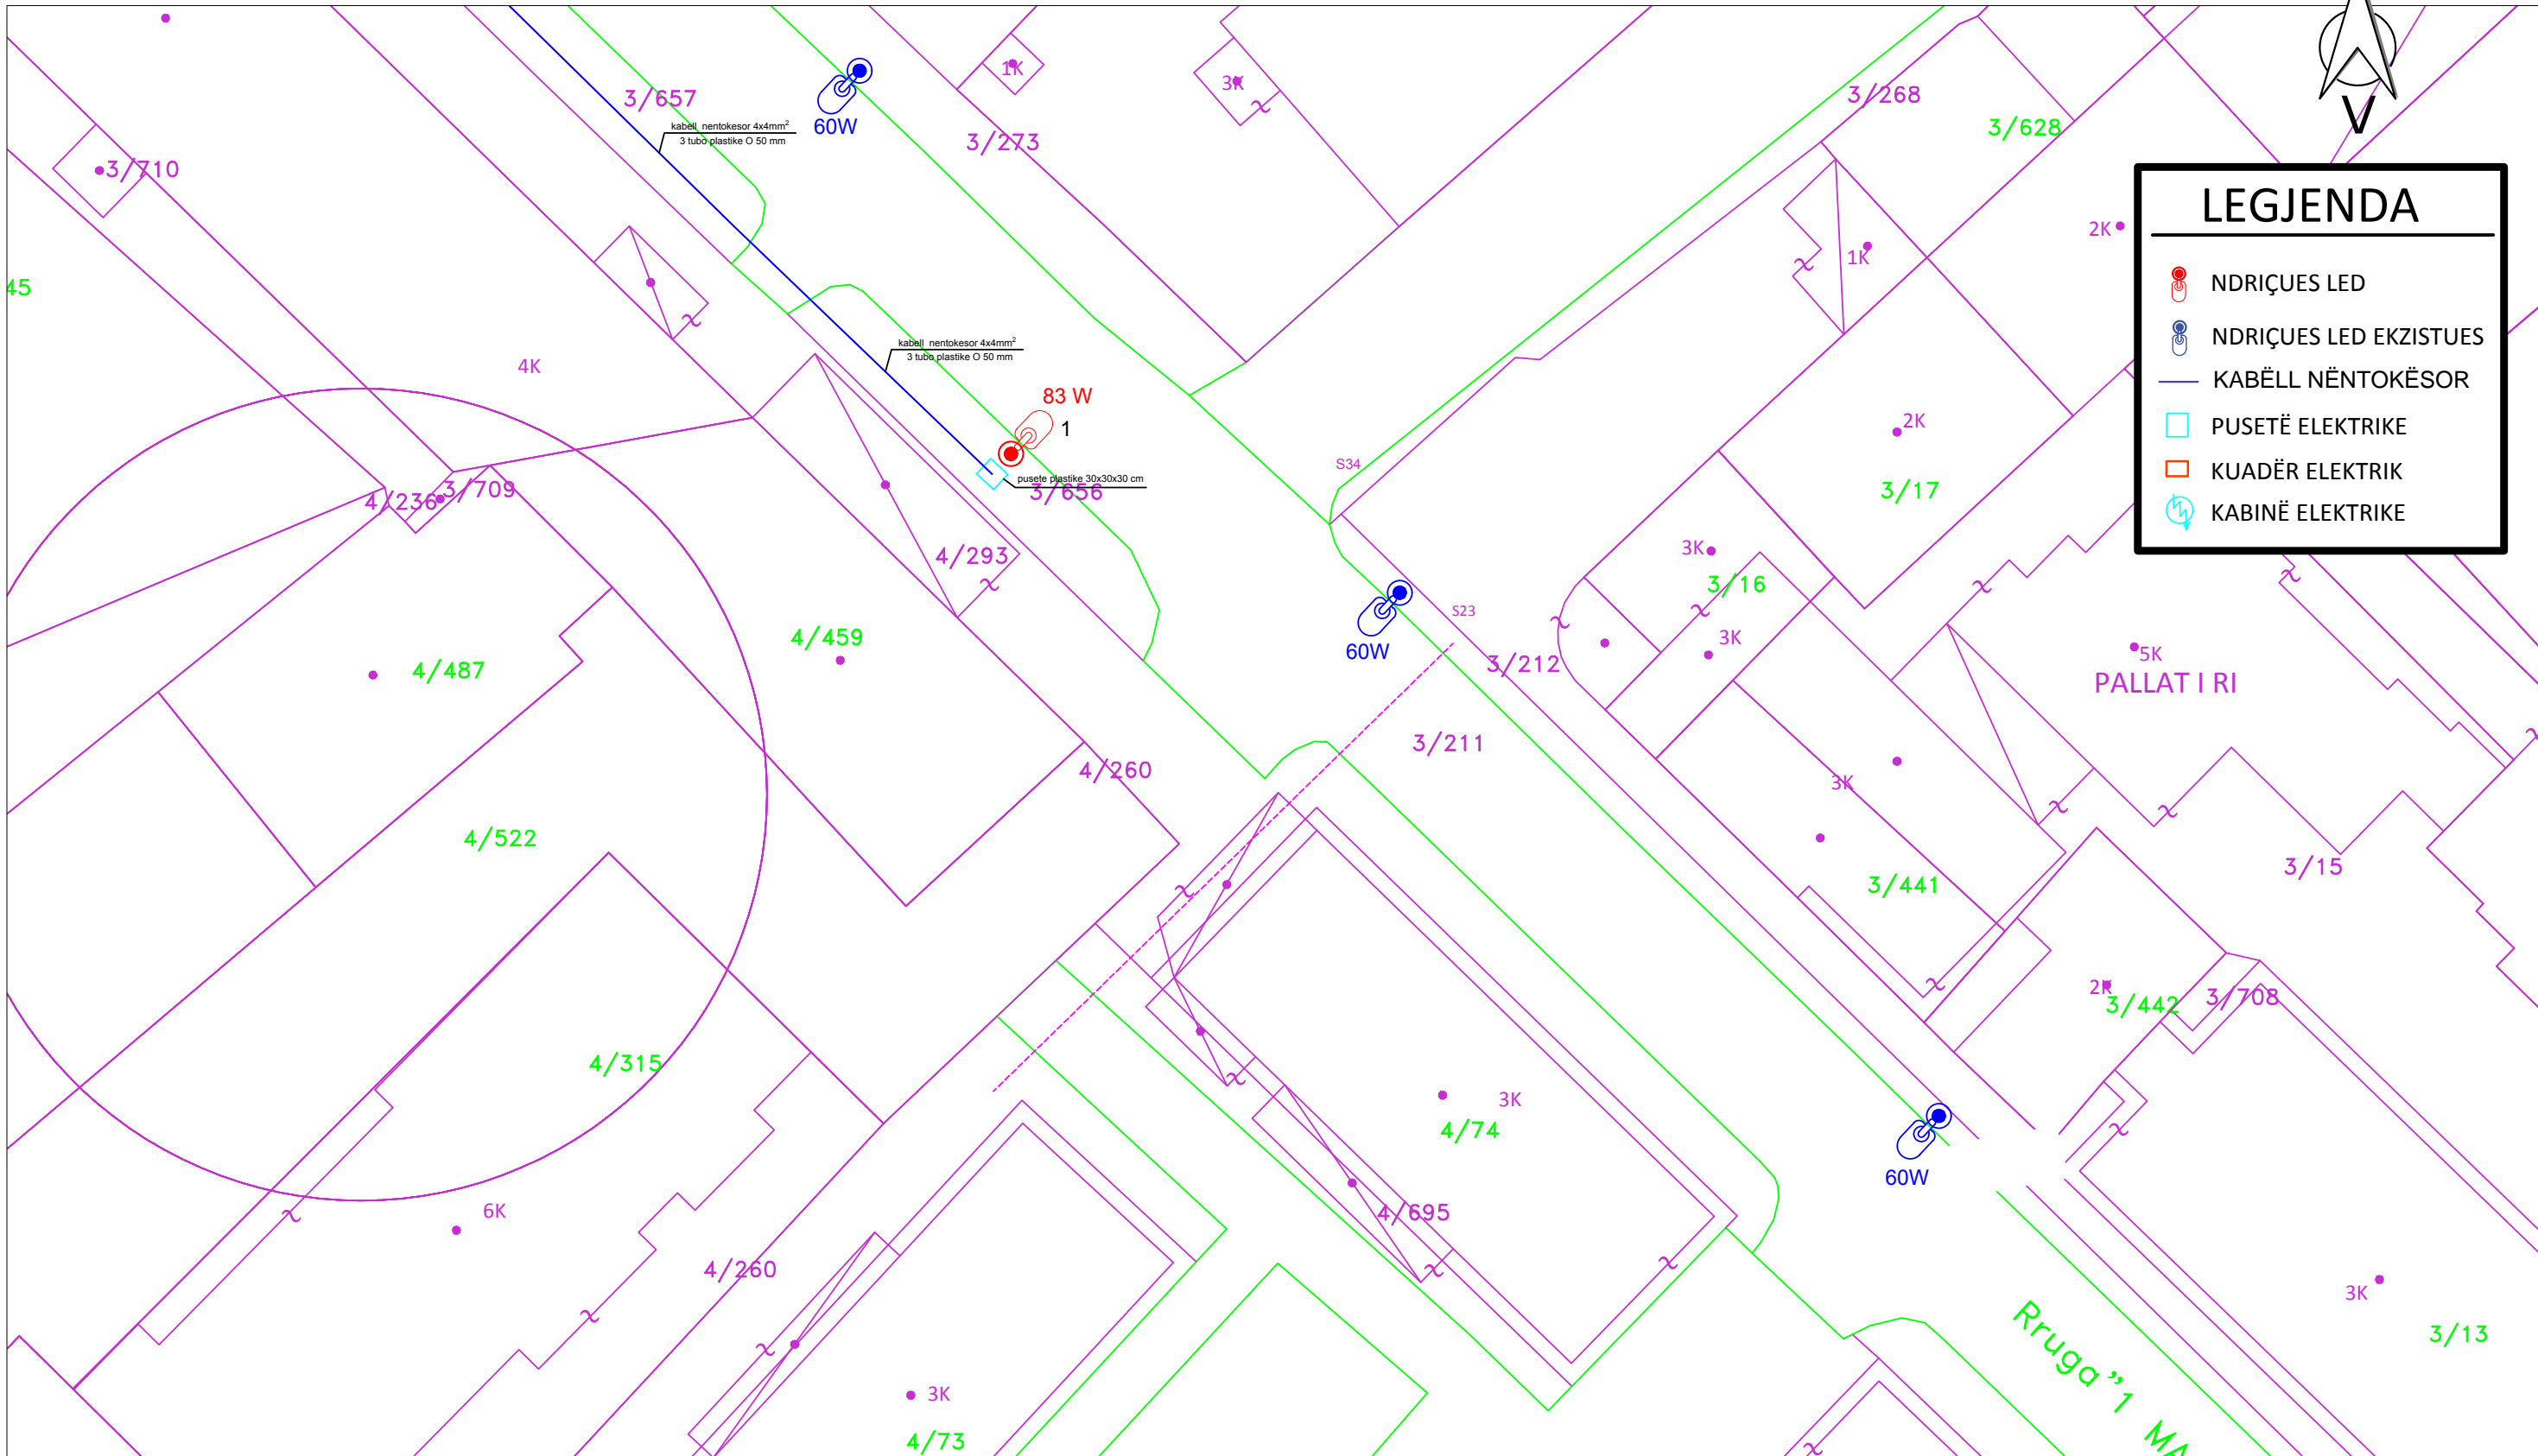 V
LEGJENDA
NDRIÇUES LED
NDRIÇUES LED EKZISTUES
KABËLL NËNTOKËSOR
PUSETË ELEKTRIKE
KUADËR ELEKTRIK
KABINË ELEKTRIKE
3/657
kabell nentokesor 4x4mm²
3 tubo plastike O 50 mm
60W
1K
3K
3/273
3/268
3/628
3/710
2K
1K
45
4K
kabell nentokesor 4x4mm²
3 tubo plastike O 50 mm
83 W
1
pusete plastike 30x30x30 cm
3/656
S34
2K
3/17
4/236
3/709
4/293
3K
3/16
3K
S23
60W
3/212
4/459
4/487
5K
PALLAT I RI
3/211
4/260
3K
4/522
3/15
3/441
2K
3/442
3/708
4/315
3K
4/74
60W
6K
4/695
4/260
3K
3/13
Rruga "1 MA
3K
4/73